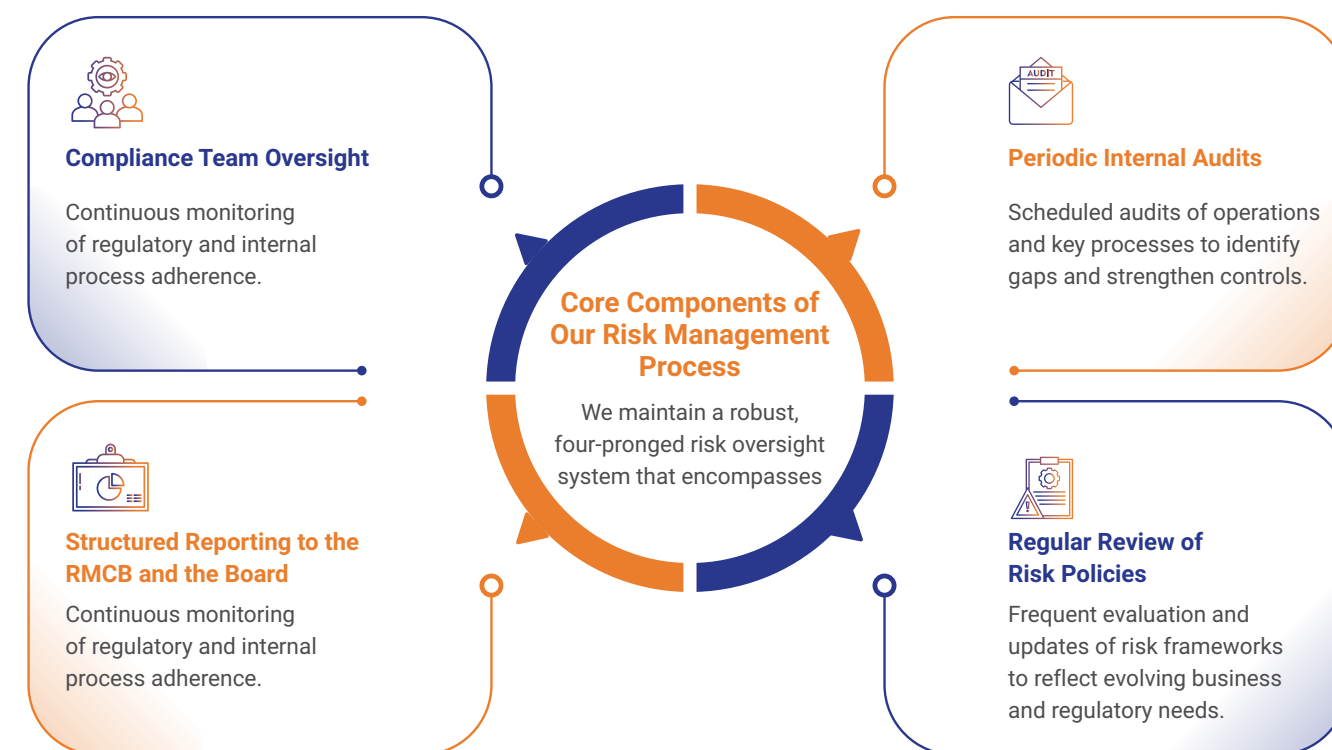 Compliance Team Oversight
Continuous monitoring
of regulatory and internal
process adherence.
AUDIT
Periodic Internal Audits
Scheduled audits of operations
and key processes to identify
gaps and strengthen controls.
Core Components of
Our Risk Management
Process
We maintain a robust,
four-pronged risk oversight
system that encompasses
Structured Reporting to the
RMCB and the Board
Continuous monitoring
of regulatory and internal
process adherence.
Regular Review of
Risk Policies
Frequent evaluation and
updates of risk frameworks
to reflect evolving business
and regulatory needs.